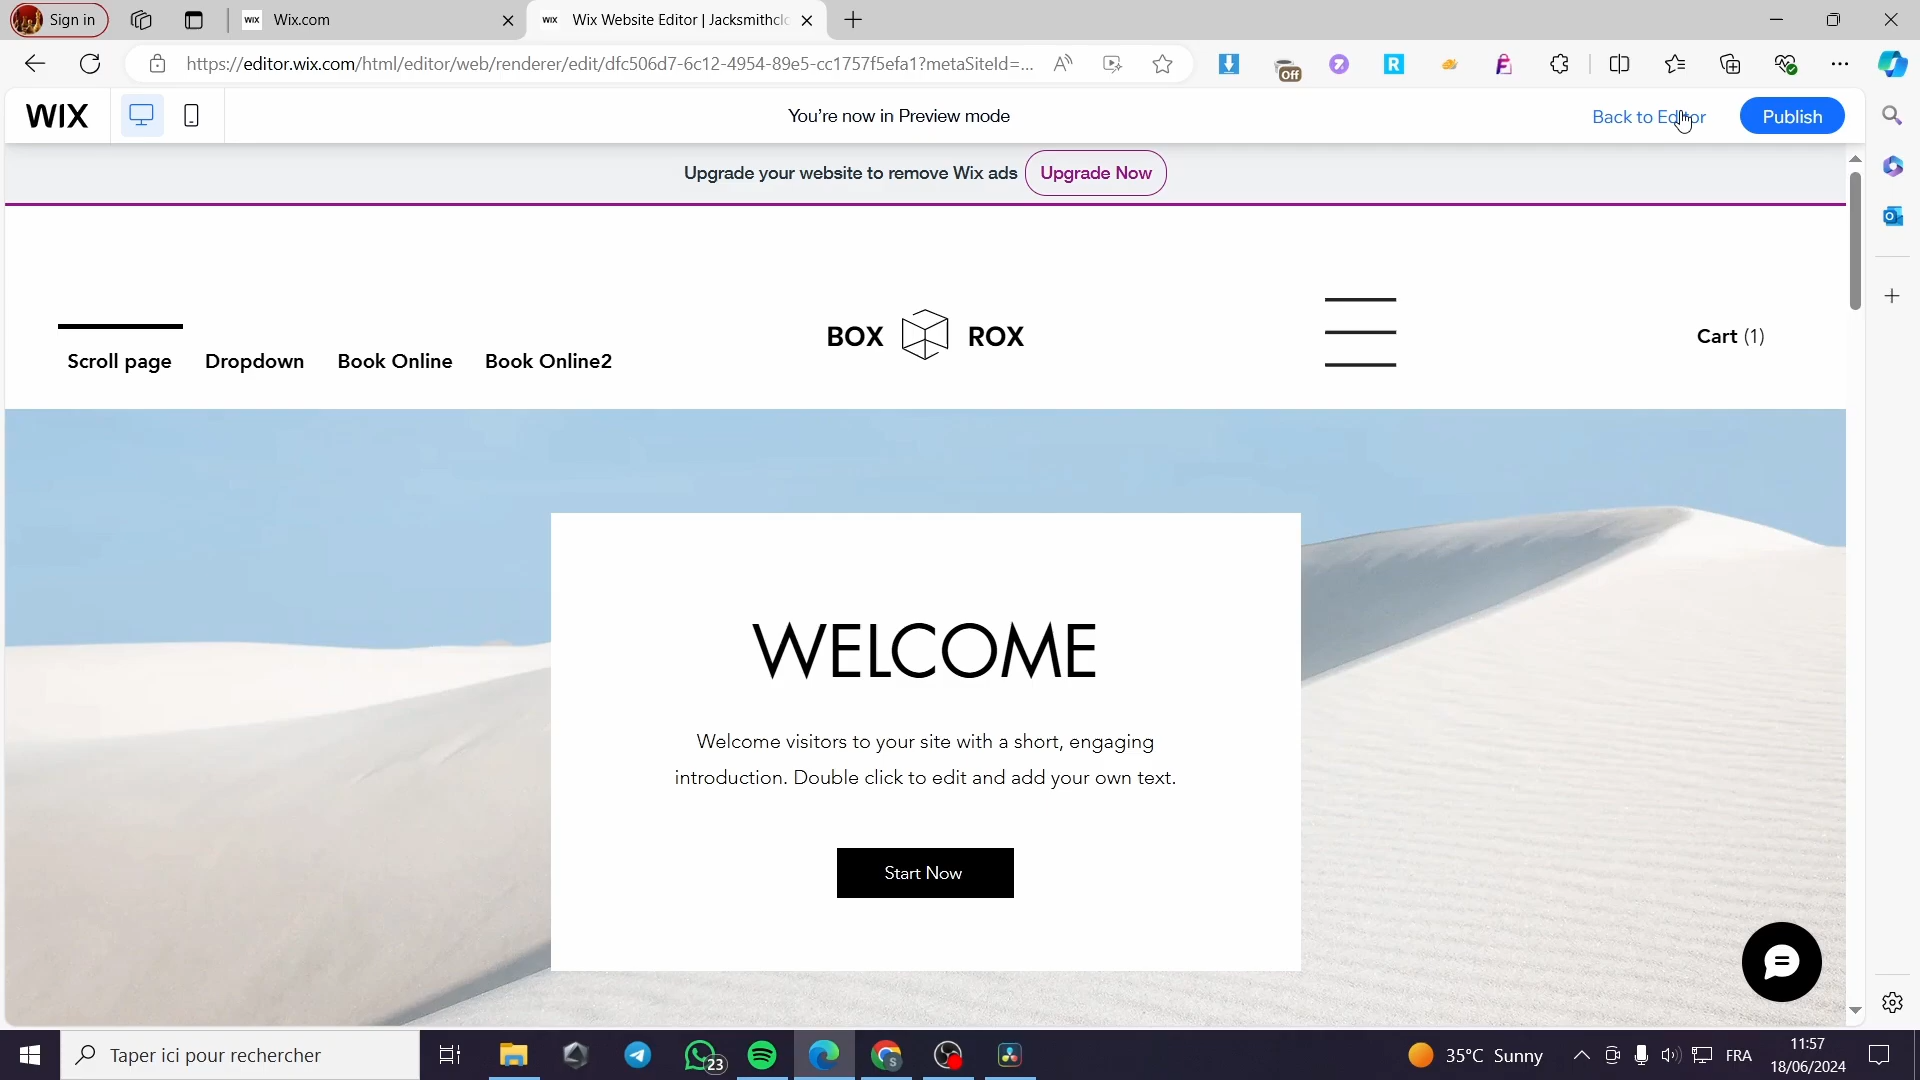 Sign in
WIX Wix.com
WIX Wix Website Editor | Jacksmithclo
https://editor.wix.com/html/editor/web/renderer/edit/dfc506d7-6c12-4954-89e5-cc1757f5efa1?metaSiteId=...
Off
WIX
You're now in Preview mode
Back to Editor
Publish
Upgrade your website to remove Wix ads
Upgrade Now
Scroll page
Dropdown
Book Online
Book Online2
BOX ROX
Cart (1)
WELCOME
Welcome visitors to your site with a short, engaging
introduction. Double click to edit and add your own text.
Start Now
Taper ici pour rechercher
23
35°C Sunny
FRA
11:57
18/06/2024